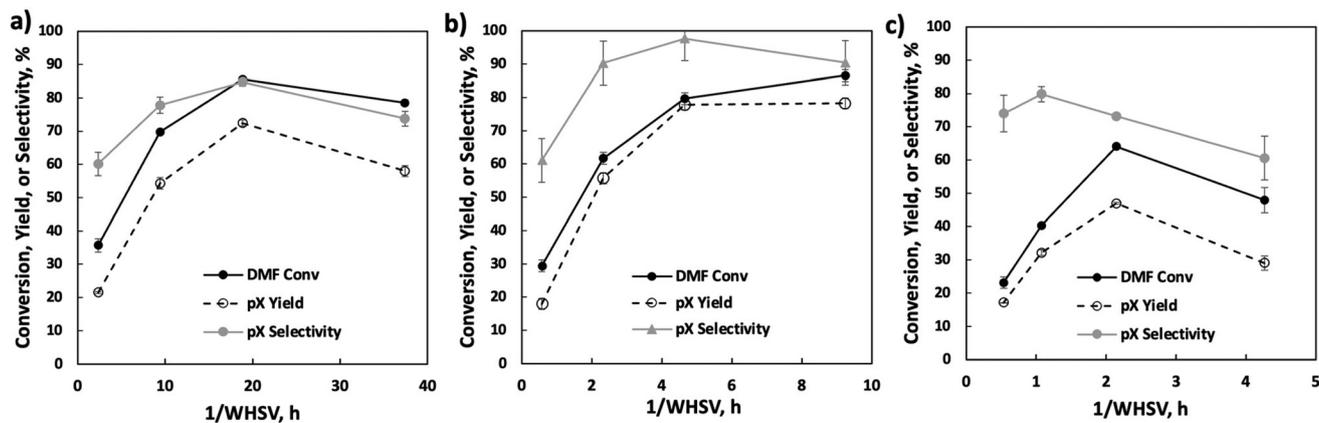 a)
Conversion, Yield, or Selectivity, %
100
90
80
70
60
50
40
30
20
10
0
DMF Conv
pX Yield
pX Selectivity
0 10 20 30 40
1/WHSV, h
b)
Conversion, Yield, or Selectivity, %
100
90
80
70
60
50
40
30
20
10
0
DMF Conv
pX Yield
pX Selectivity
0 2 4 6 8 10
1/WHSV, h
c)
Conversion, Yield, or Selectivity, %
100
90
80
70
60
50
40
30
20
10
0
DMF Conv
pX Yield
pX Selectivity
0 1 2 3 4 5
1/WHSV, h